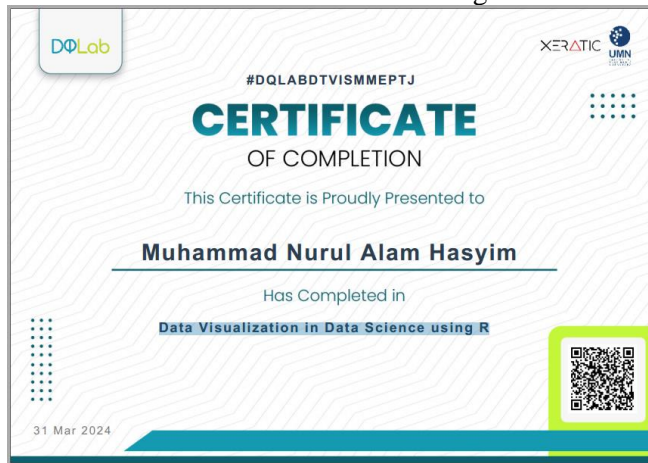 DQLab
XERATIC
UMN
#DQLABDTVISMMEPTJ
CERTIFICATE
OF COMPLETION
This Certificate is Proudly Presented to
Muhammad Nurul Alam Hasyim
Has Completed in
Data Visualization in Data Science using R
31 Mar 2024